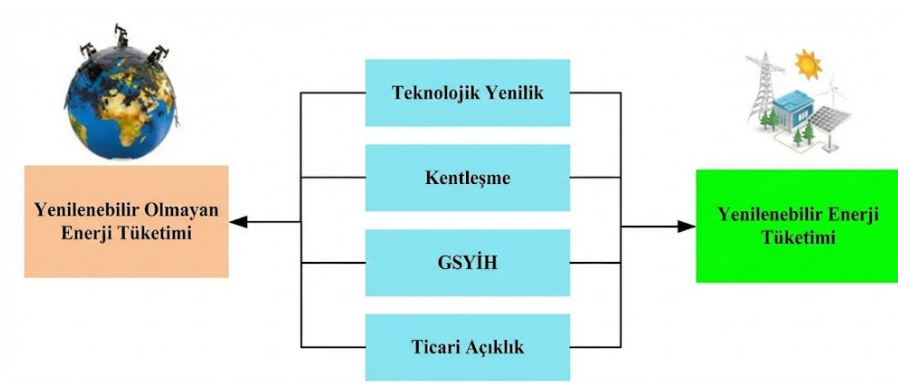 Teknolojik Yenilik
Kentleşme
Yenilenebilir Olmayan
Enerji Tüketimi
Yenilenebilir Enerji
Tüketimi
GSYİH
Ticari Açıklık